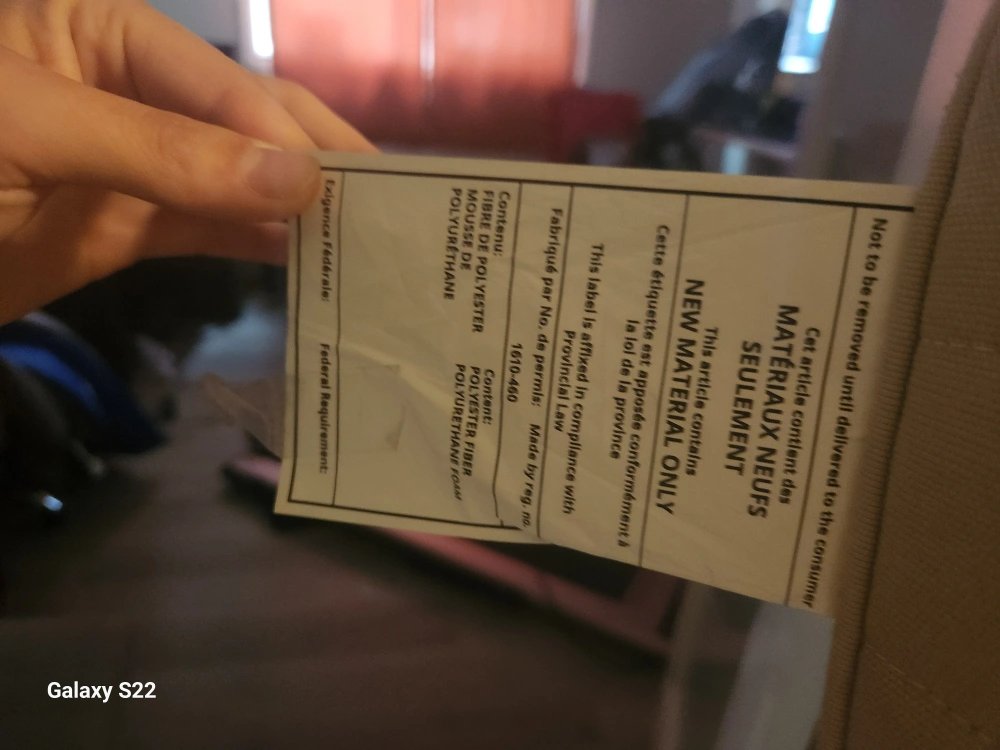 Not to be removed until delivered to the consumer
Cet article contient des
MATÉRIAUX NEUFS
SEULEMENT
This article contains
NEW MATERIAL ONLY
Cette étiquette est apposée conformément à
la loi de la province
This label is affixed in compliance with
Provincial Law
Fabriqué par No. de permis: Made by reg. no.
1610-460
Contenu:
FIBRE DE POLYESTER
MOUSSE DE
POLYURÉTHANE
Content:
POLYESTER FIBER
POLYURETHANE FOAM
Exigence Fédérale: Federal Requirement:
Galaxy S22